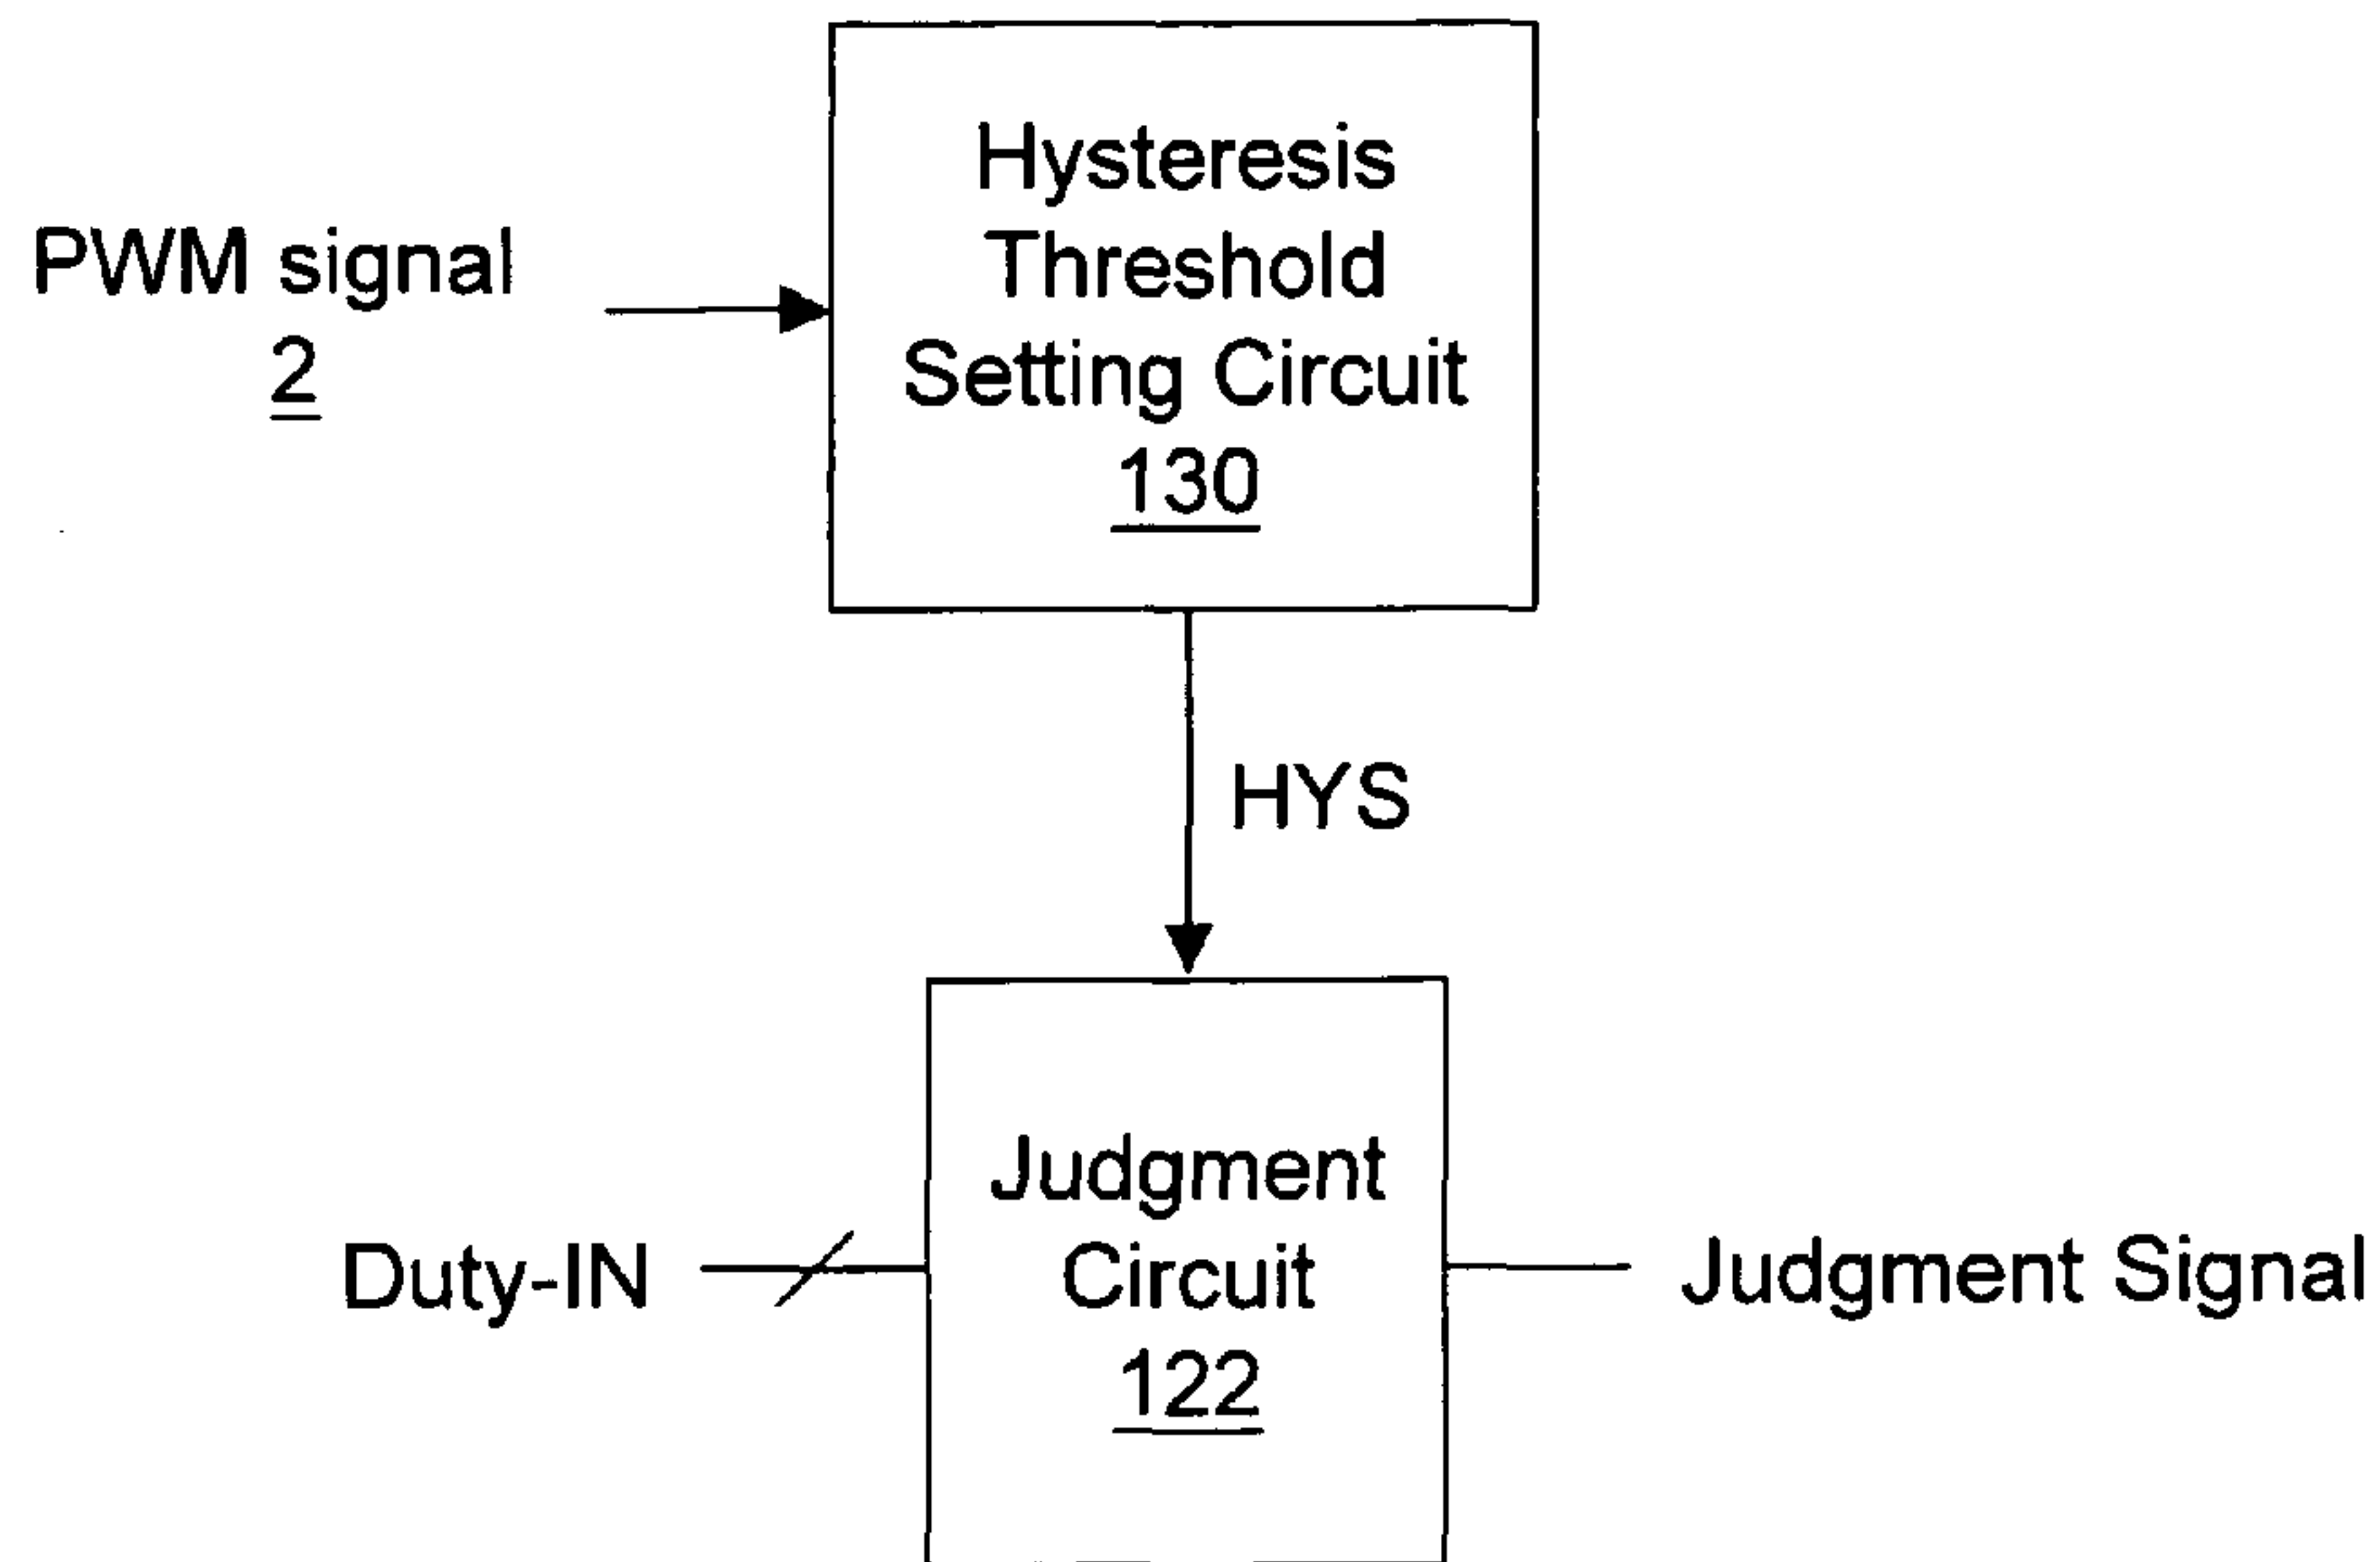 PWM signal
2
Hysteresis
Threshold
Setting Circuit
130
HYS
Duty-IN
Judgment
Circuit
122
Judgment Signal